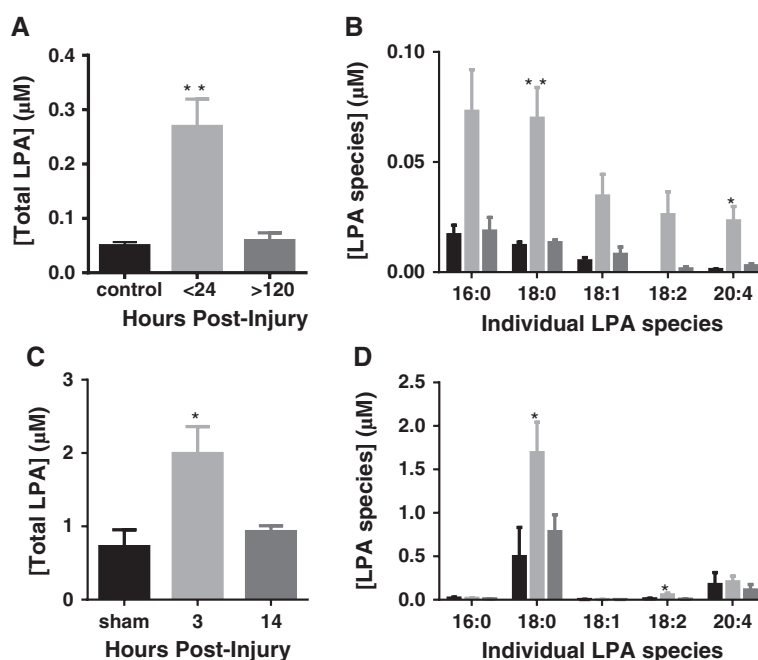 A
[Total LPA] (μM)
0.4
0.3
0.2
0.1
0.0
* *
control <24 >120
Hours Post-Injury
B
[LPA species] (μM)
0.10
0.05
0.00
* *
*
16:0 18:0 18:1 18:2 20:4
Individual LPA species
C
[Total LPA] (μM)
3
2
1
0
*
sham 3 14
Hours Post-Injury
D
[LPA species] (μM)
2.5
2.0
1.5
1.0
0.5
0.0
*
*
16:0 18:0 18:1 18:2 20:4
Individual LPA species